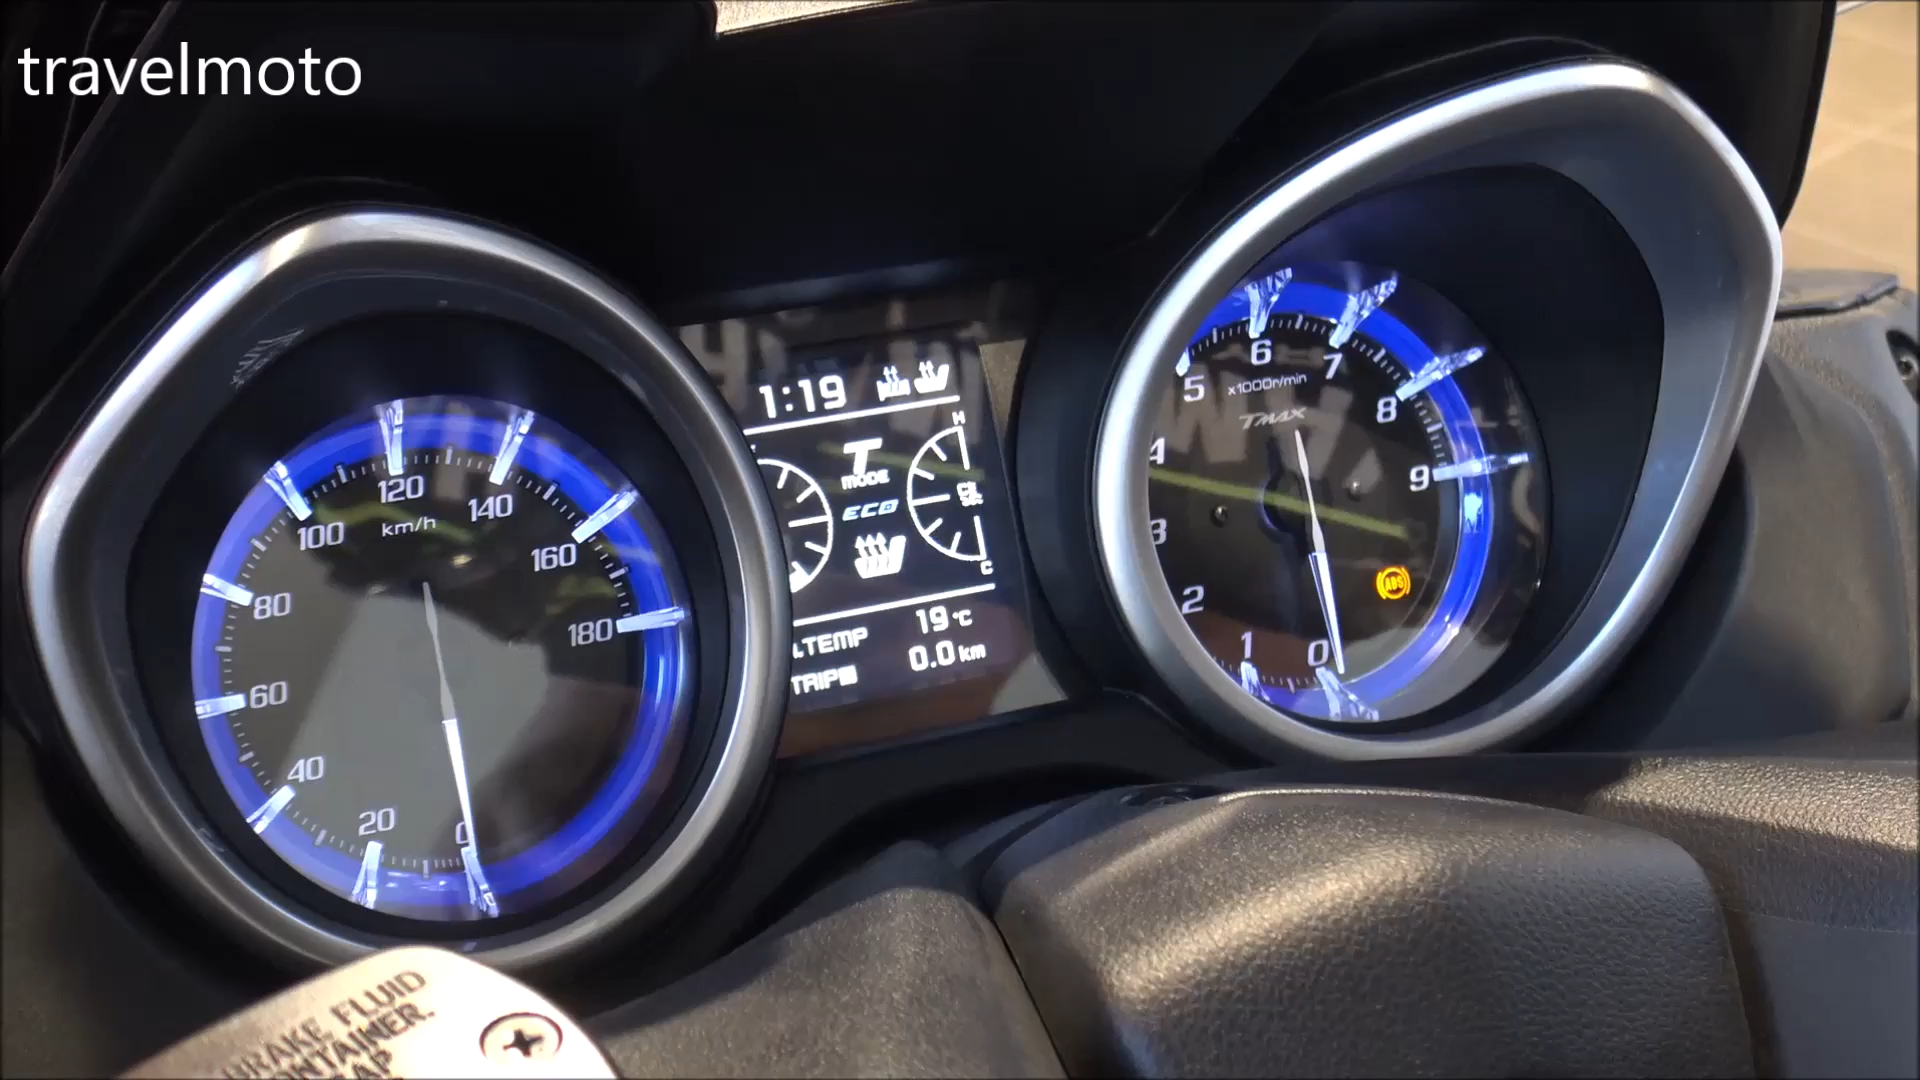 travelmoto
100
120
140
km/h
160
80
180
60
40
20
0
1:19
T
MODE
ECO
H
C
TEMP 19 °C
TRIP 0.0 km
5
6
7
x1000r/min
TMAX
8
4
9
3
ABS
2
1
0
BRAKE FLUID